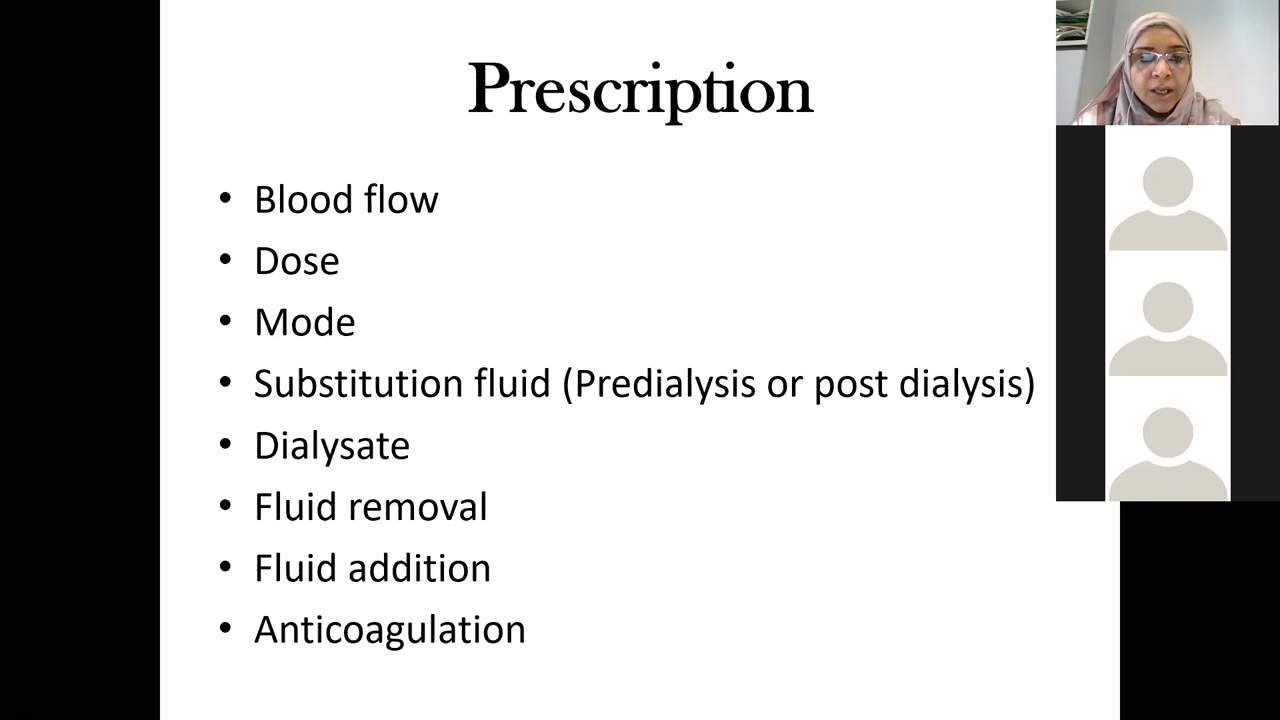 Prescription
• Blood flow
• Dose
• Mode
• Substitution fluid (Predialysis or post dialysis)
• Dialysate
• Fluid removal
• Fluid addition
• Anticoagulation